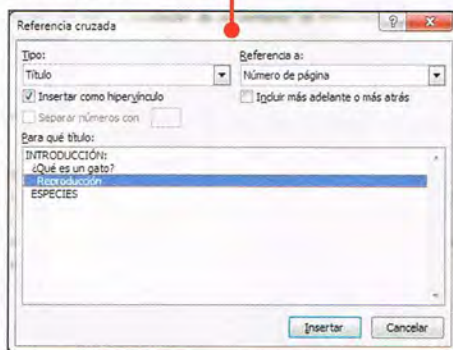 Referencia cruzada
Tipo:
Referencia a:
Título
Número de página
Insertar como hipervínculo
Incluir más adelante o más atrás
Separar números con
Para qué título:
INTRODUCCIÓN:
¿Qué es un gato?
Reproducción
ESPECIES
Insertar
Cancelar